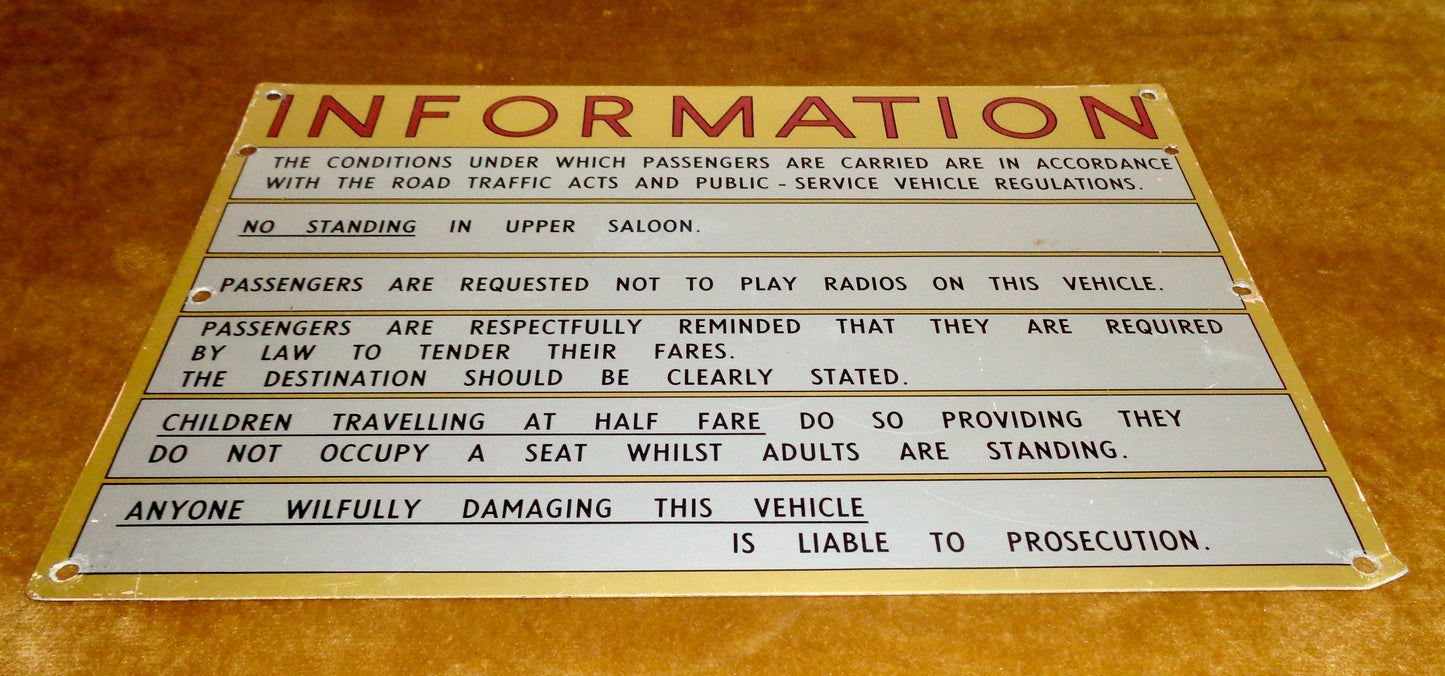 INFORMATION
THE CONDITIONS UNDER WHICH PASSENGERS ARE CARRIED ARE IN ACCORDANCE
WITH THE ROAD TRAFFIC ACTS AND PUBLIC - SERVICE VEHICLE REGULATIONS.
NO STANDING IN UPPER SALOON.
PASSENGERS ARE REQUESTED NOT TO PLAY RADIOS ON THIS VEHICLE.
PASSENGERS ARE RESPECTFULLY REMINDED THAT THEY ARE REQUIRED
BY LAW TO TENDER THEIR FARES.
THE DESTINATION SHOULD BE CLEARLY STATED.
CHILDREN TRAVELLING AT HALF FARE DO SO PROVIDING THEY
DO NOT OCCUPY A SEAT WHILST ADULTS ARE STANDING.
ANYONE WILFULLY DAMAGING THIS VEHICLE
IS LIABLE TO PROSECUTION.